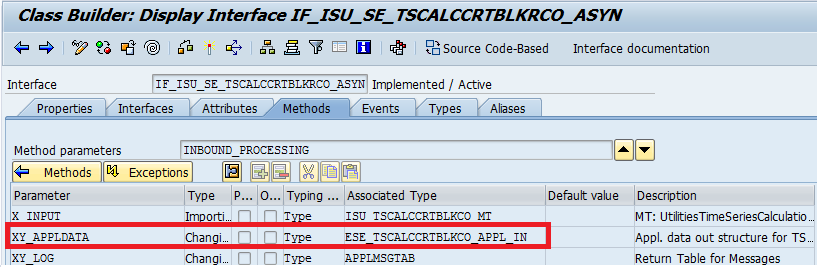 Class Builder: Display Interface IF_ISU_SE_TSCALCCRTBLKRCO_ASYN
Source Code-Based Interface documentation
Interface IF_ISU_SE_TSCALCCRTBLKRCO_ASYN Implemented / Active
Properties Interfaces Attributes Methods Events Types Aliases
Method parameters INBOUND_PROCESSING
Methods Exceptions
Parameter Type P... O... Typing ... Associated Type Default value Description
X_INPUT Importi... Type ISU_TSCALCCRTBLKCO_MT MT: UtilitiesTimeSeriesCalculatio...
XY_APPLDATA Changi... Type ESE_TSCALCCRTBLKCO_APPL_IN Appl. data out structure for TS...
XY_LOG Changi... Type APPLMSGTAB Return Table for Messages